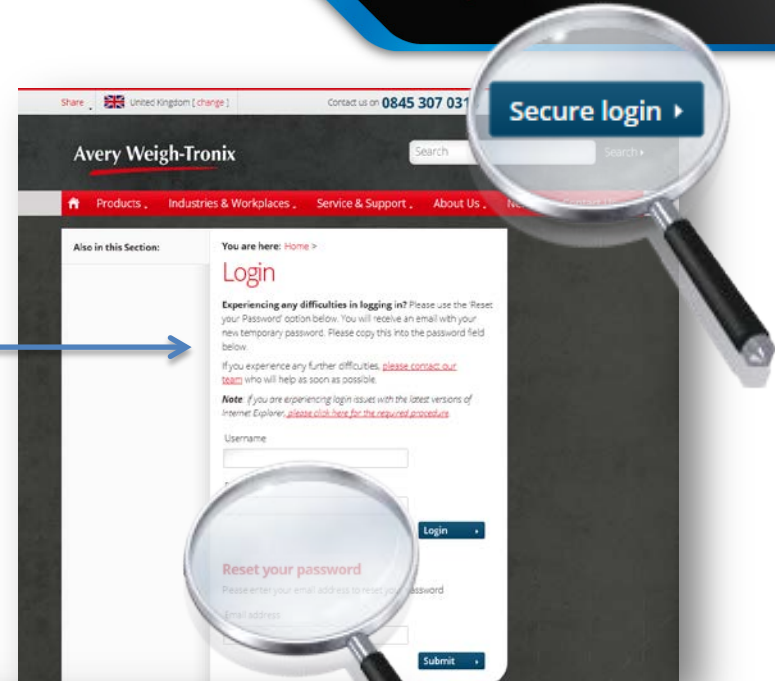 Share United Kingdom [ change ] Contact us on 0845 307 031
Secure login
Avery Weigh-Tronix
Search
Search
Products Industries & Workplaces Service & Support About Us
Also in this Section:
You are here: Home >
Login
Experiencing any difficulties in logging in? Please use the 'Reset
your Password' option below. You will receive an email with your
new temporary password. Please copy this into the password field
below.
If you experience any further difficulties, please contact our
team who will help as soon as possible.
Note: if you are experiencing login issues with the latest versions of
Internet Explorer, please click here for the required procedure.
Username
Login
Reset your password
Please enter your email address to reset your password
Email address
Submit